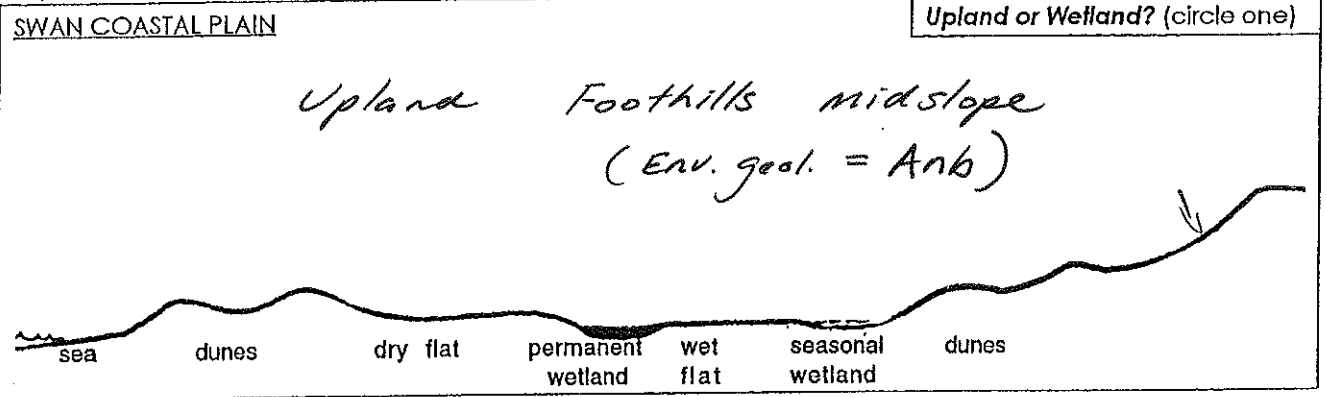 SWAN COASTAL PLAIN
Upland or Wetland? (circle one)
Upland Foothills midslope
(Env. geol. = Anb)
sea dunes dry flat permanent wetland wet flat seasonal wetland dunes